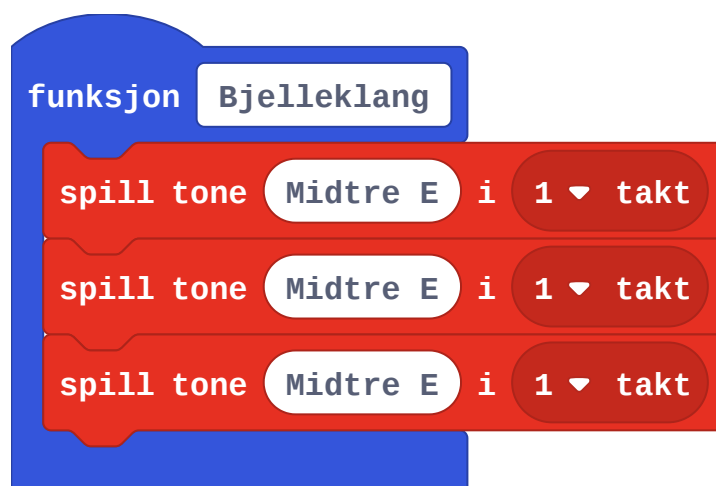 funksjon Bjelleklang
spill tone Midtre E i 1 takt
spill tone Midtre E i 1 takt
spill tone Midtre E i 1 takt